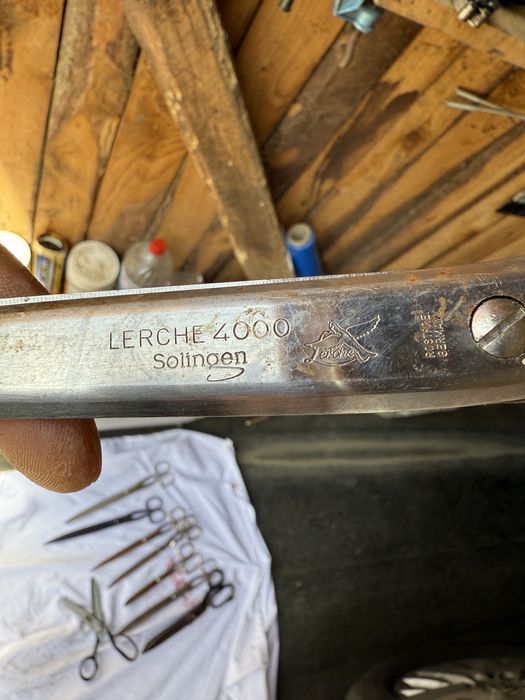 LERCHE 4000
Solingen
Lerche
ROSTFREI
GERMANY